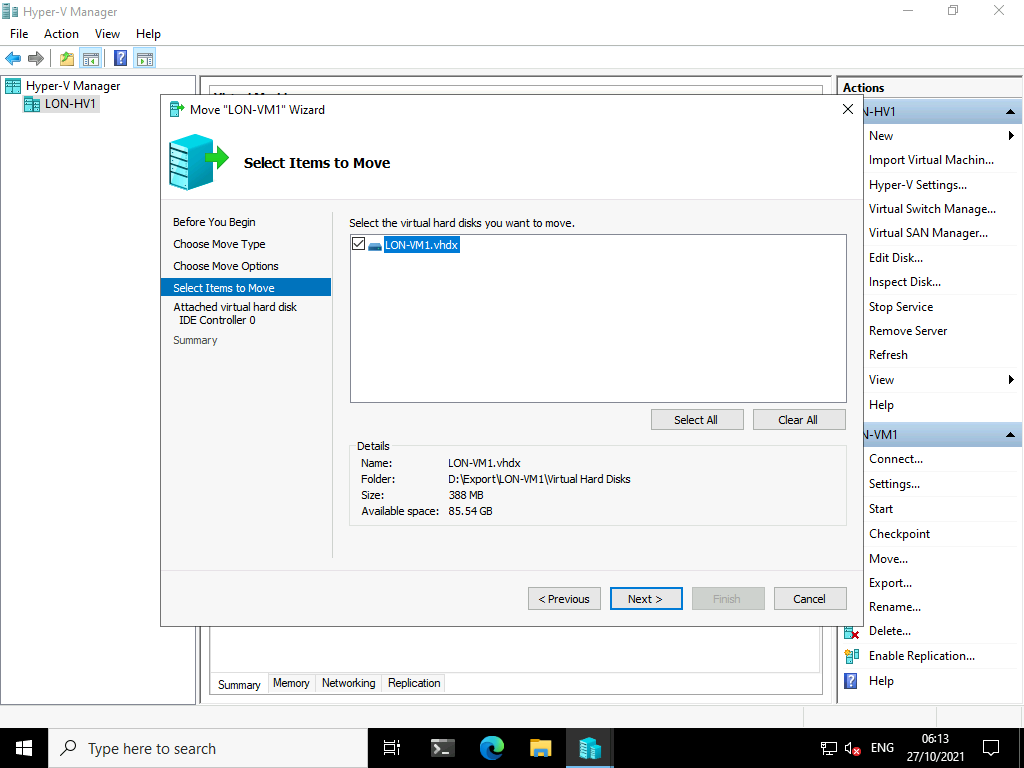 Hyper-V Manager
File Action View Help
Hyper-V Manager
LON-HV1
Move "LON-VM1" Wizard
Select Items to Move
Before You Begin
Choose Move Type
Choose Move Options
Select Items to Move
Attached virtual hard disk
IDE Controller 0
Summary
Select the virtual hard disks you want to move.
LON-VM1.vhdx
Select All Clear All
Details
Name: LON-VM1.vhdx
Folder: D:\Export\LON-VM1\Virtual Hard Disks
Size: 388 MB
Available space: 85.54 GB
< Previous Next > Finish Cancel
Summary Memory Networking Replication
Actions
N-HV1
New
Import Virtual Machin...
Hyper-V Settings...
Virtual Switch Manage...
Virtual SAN Manager...
Edit Disk...
Inspect Disk...
Stop Service
Remove Server
Refresh
View
Help
N-VM1
Connect...
Settings...
Start
Checkpoint
Move...
Export...
Rename...
Delete...
Enable Replication...
Help
Type here to search
ENG
06:13
27/10/2021